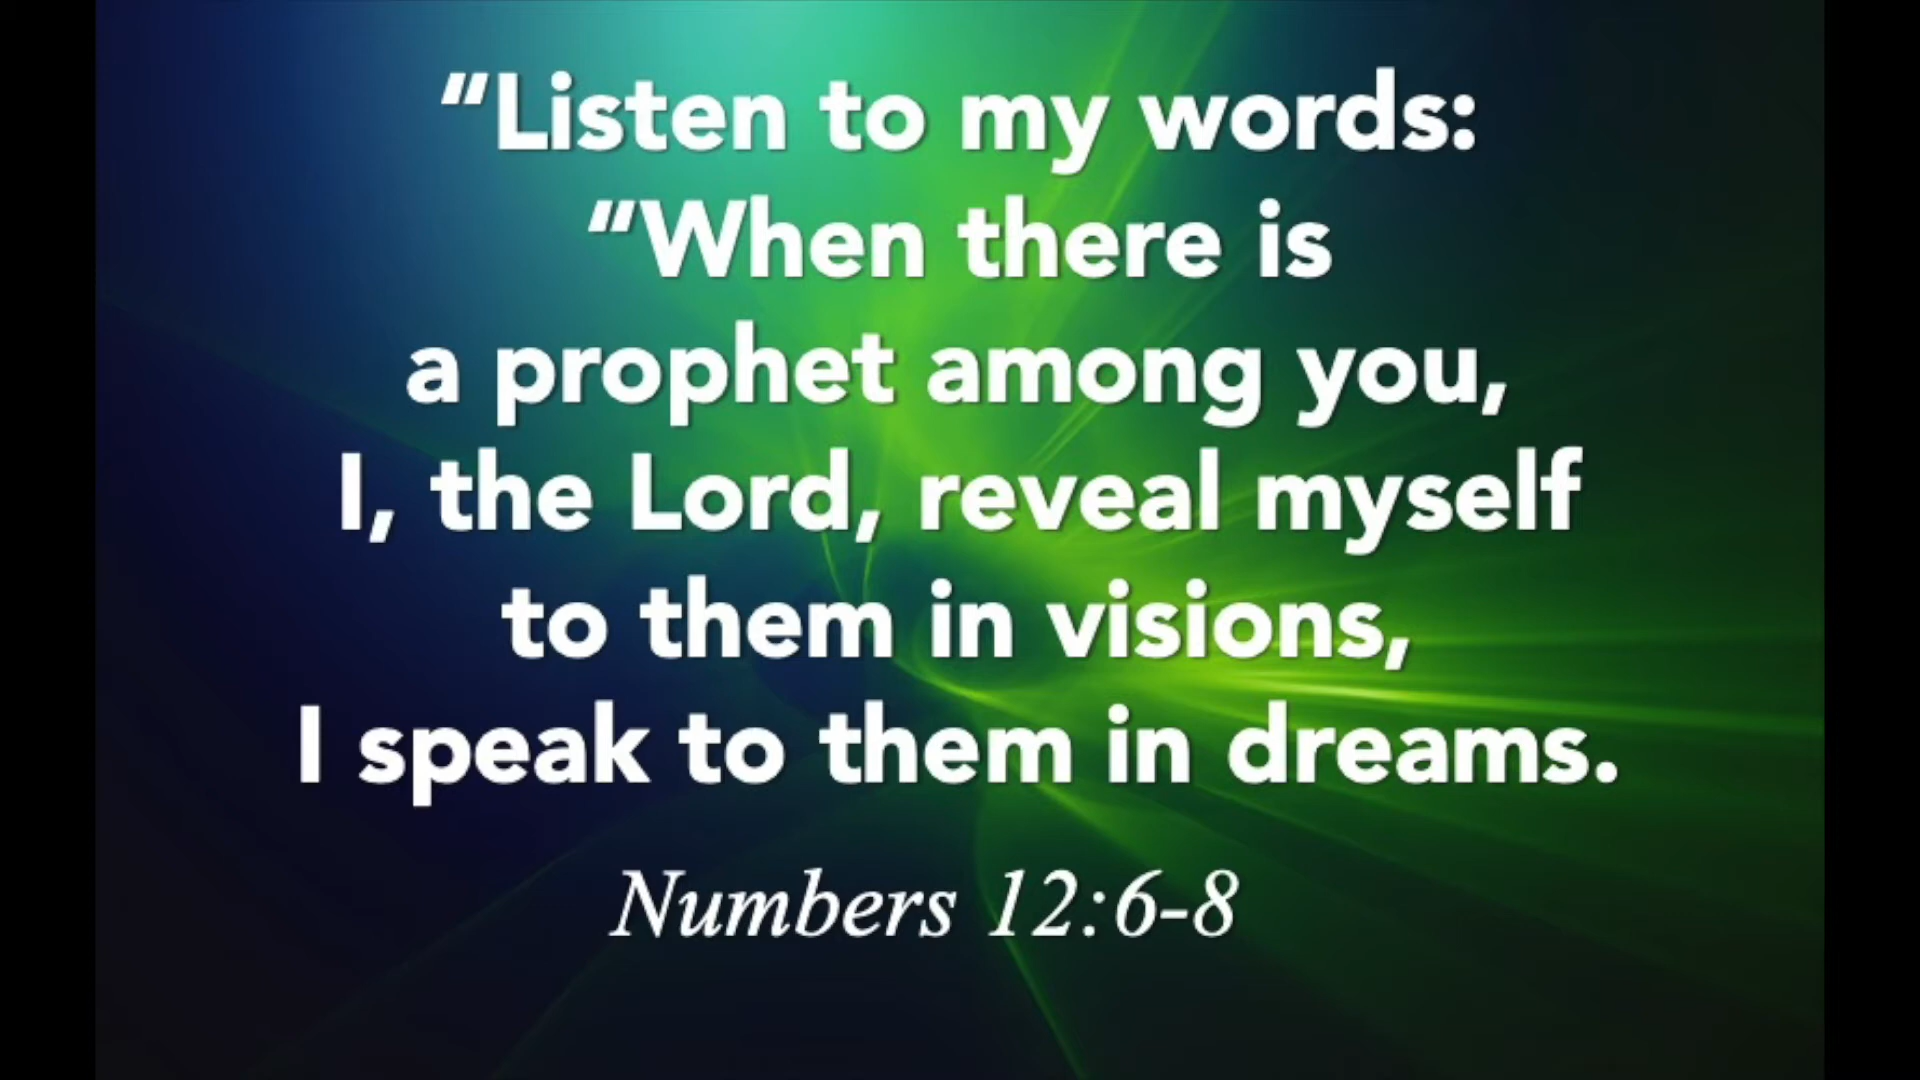 “Listen to my words:
“When there is
a prophet among you,
I, the Lord, reveal myself
to them in visions,
I speak to them in dreams.
Numbers 12:6-8